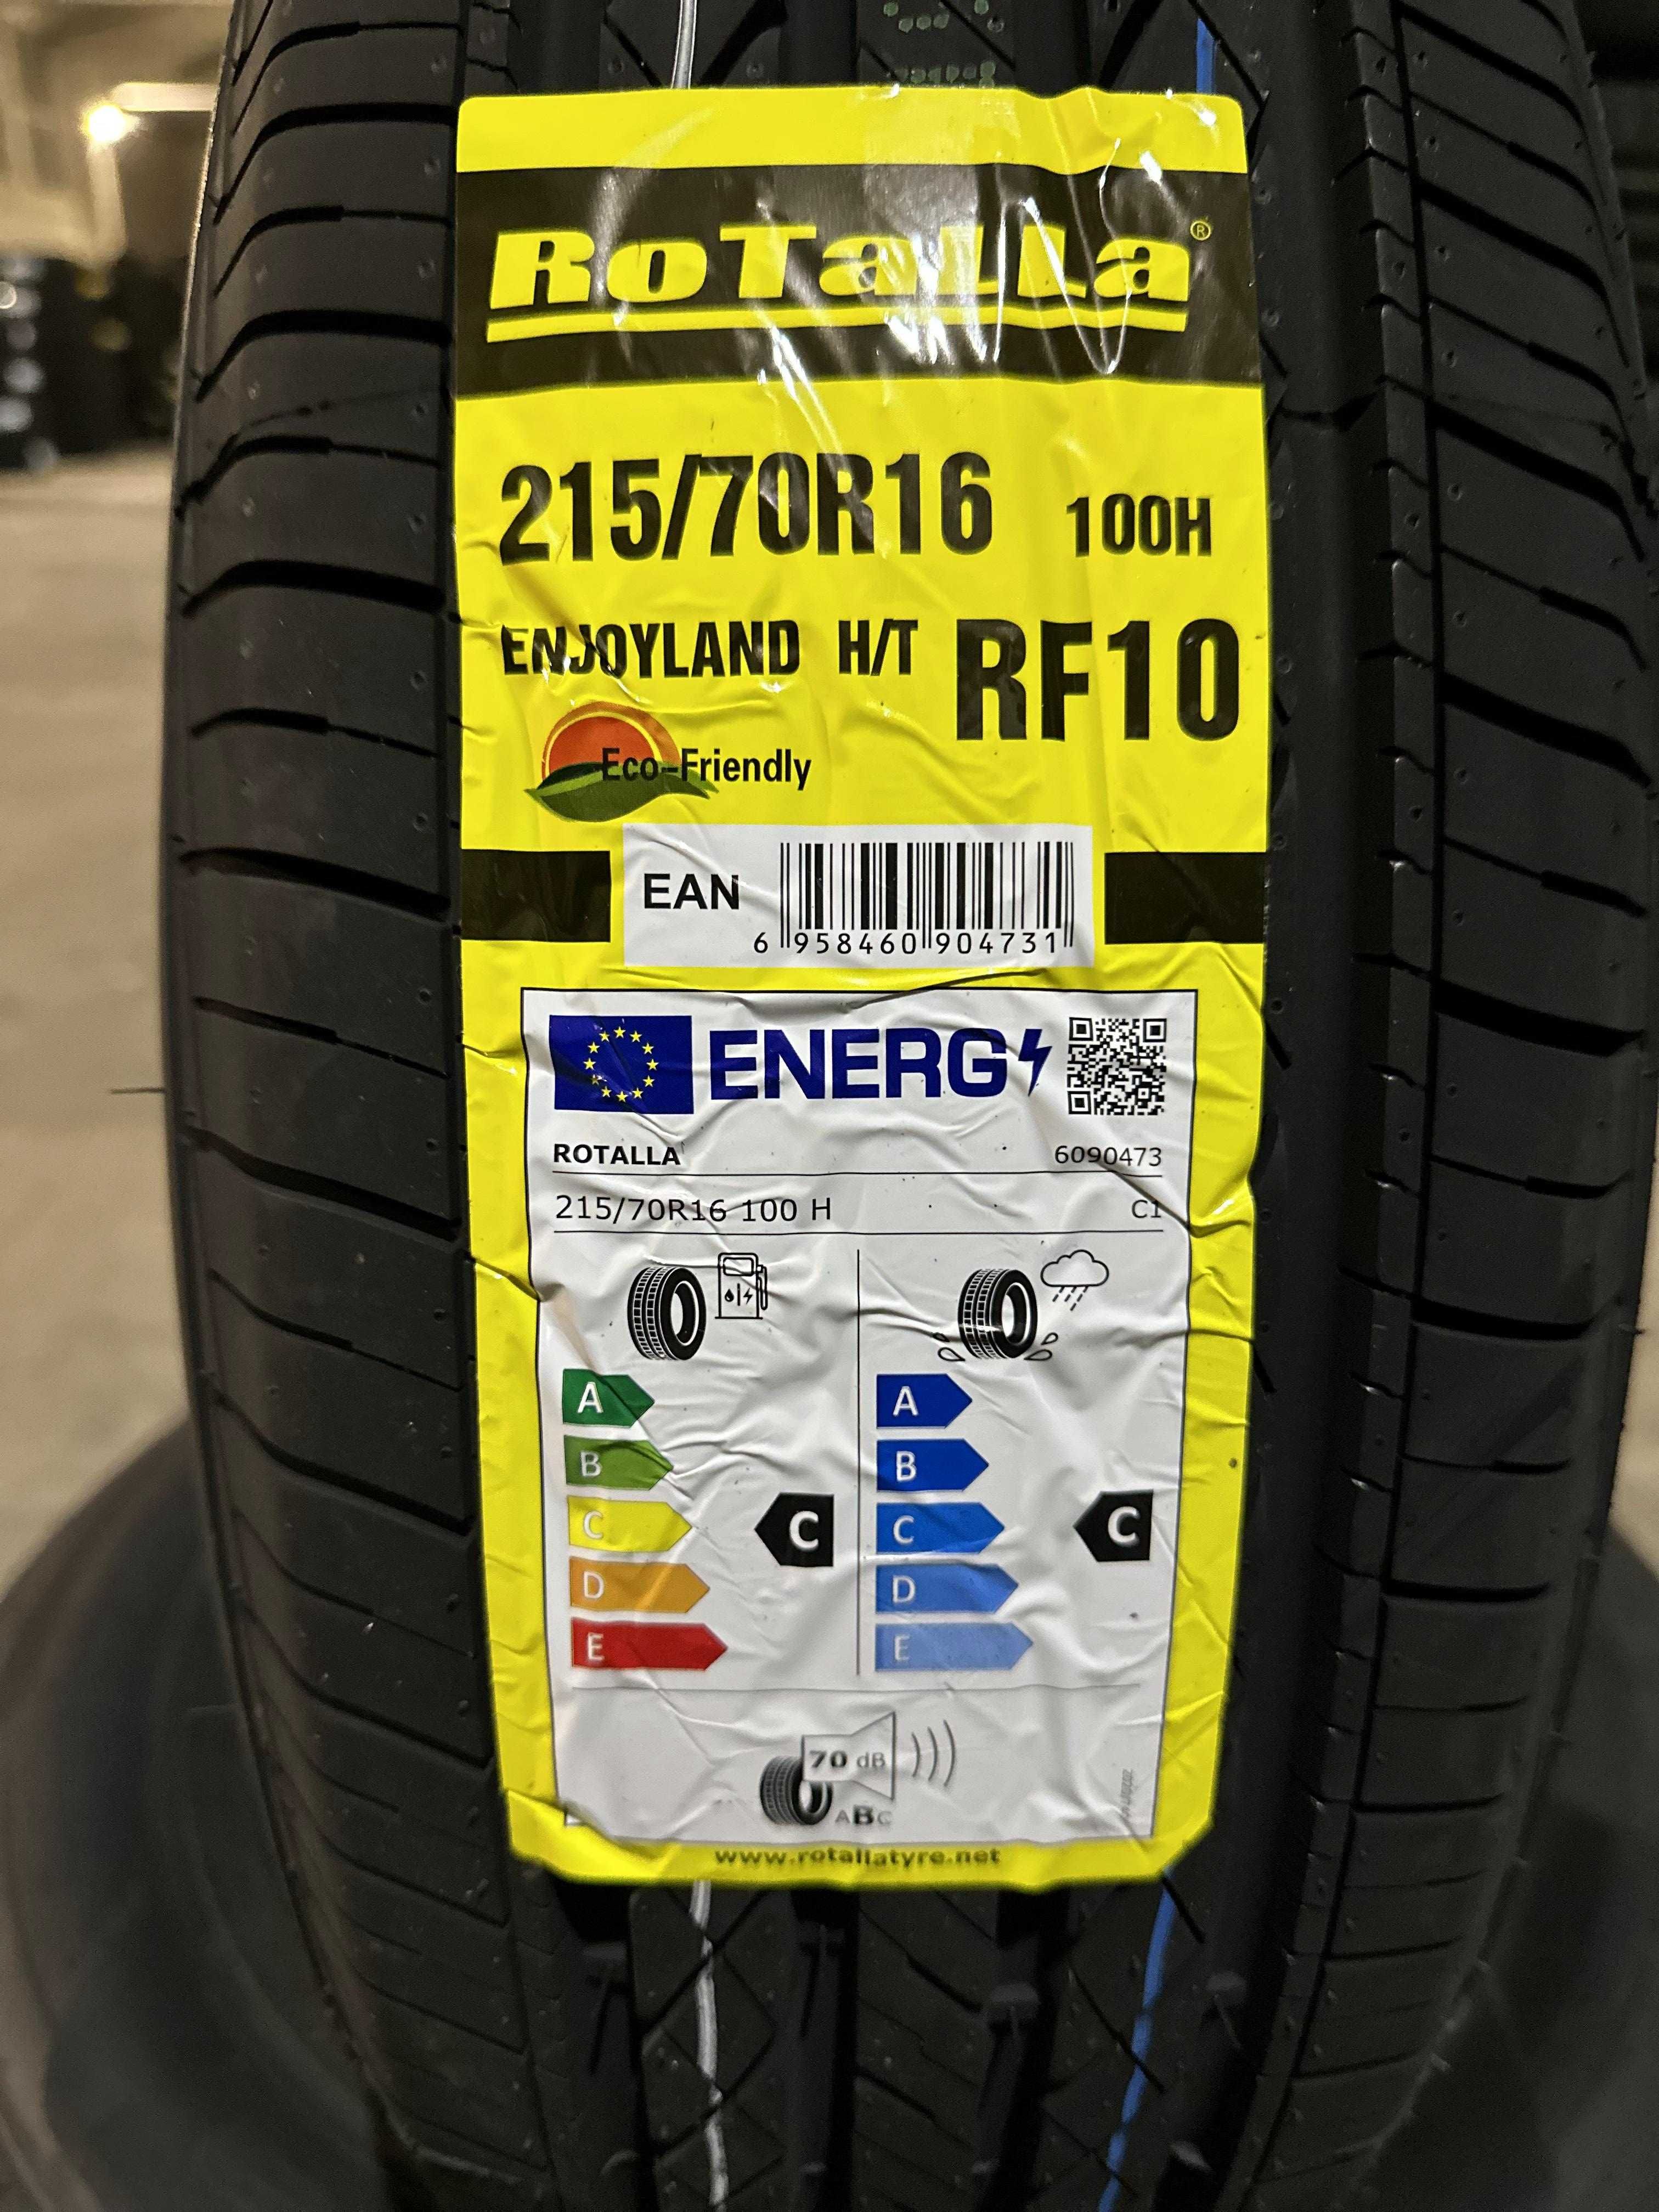 RoTaLLa®
215/70R16 100H
ENJOYLAND H/T RF10
Eco-Friendly
EAN
6 958460 904731
ENERG
ROTALLA 6090473
215/70R16 100 H C1
A A
B B
C C C C
D D
E E
70 dB
ABC
www.rotallatyre.net